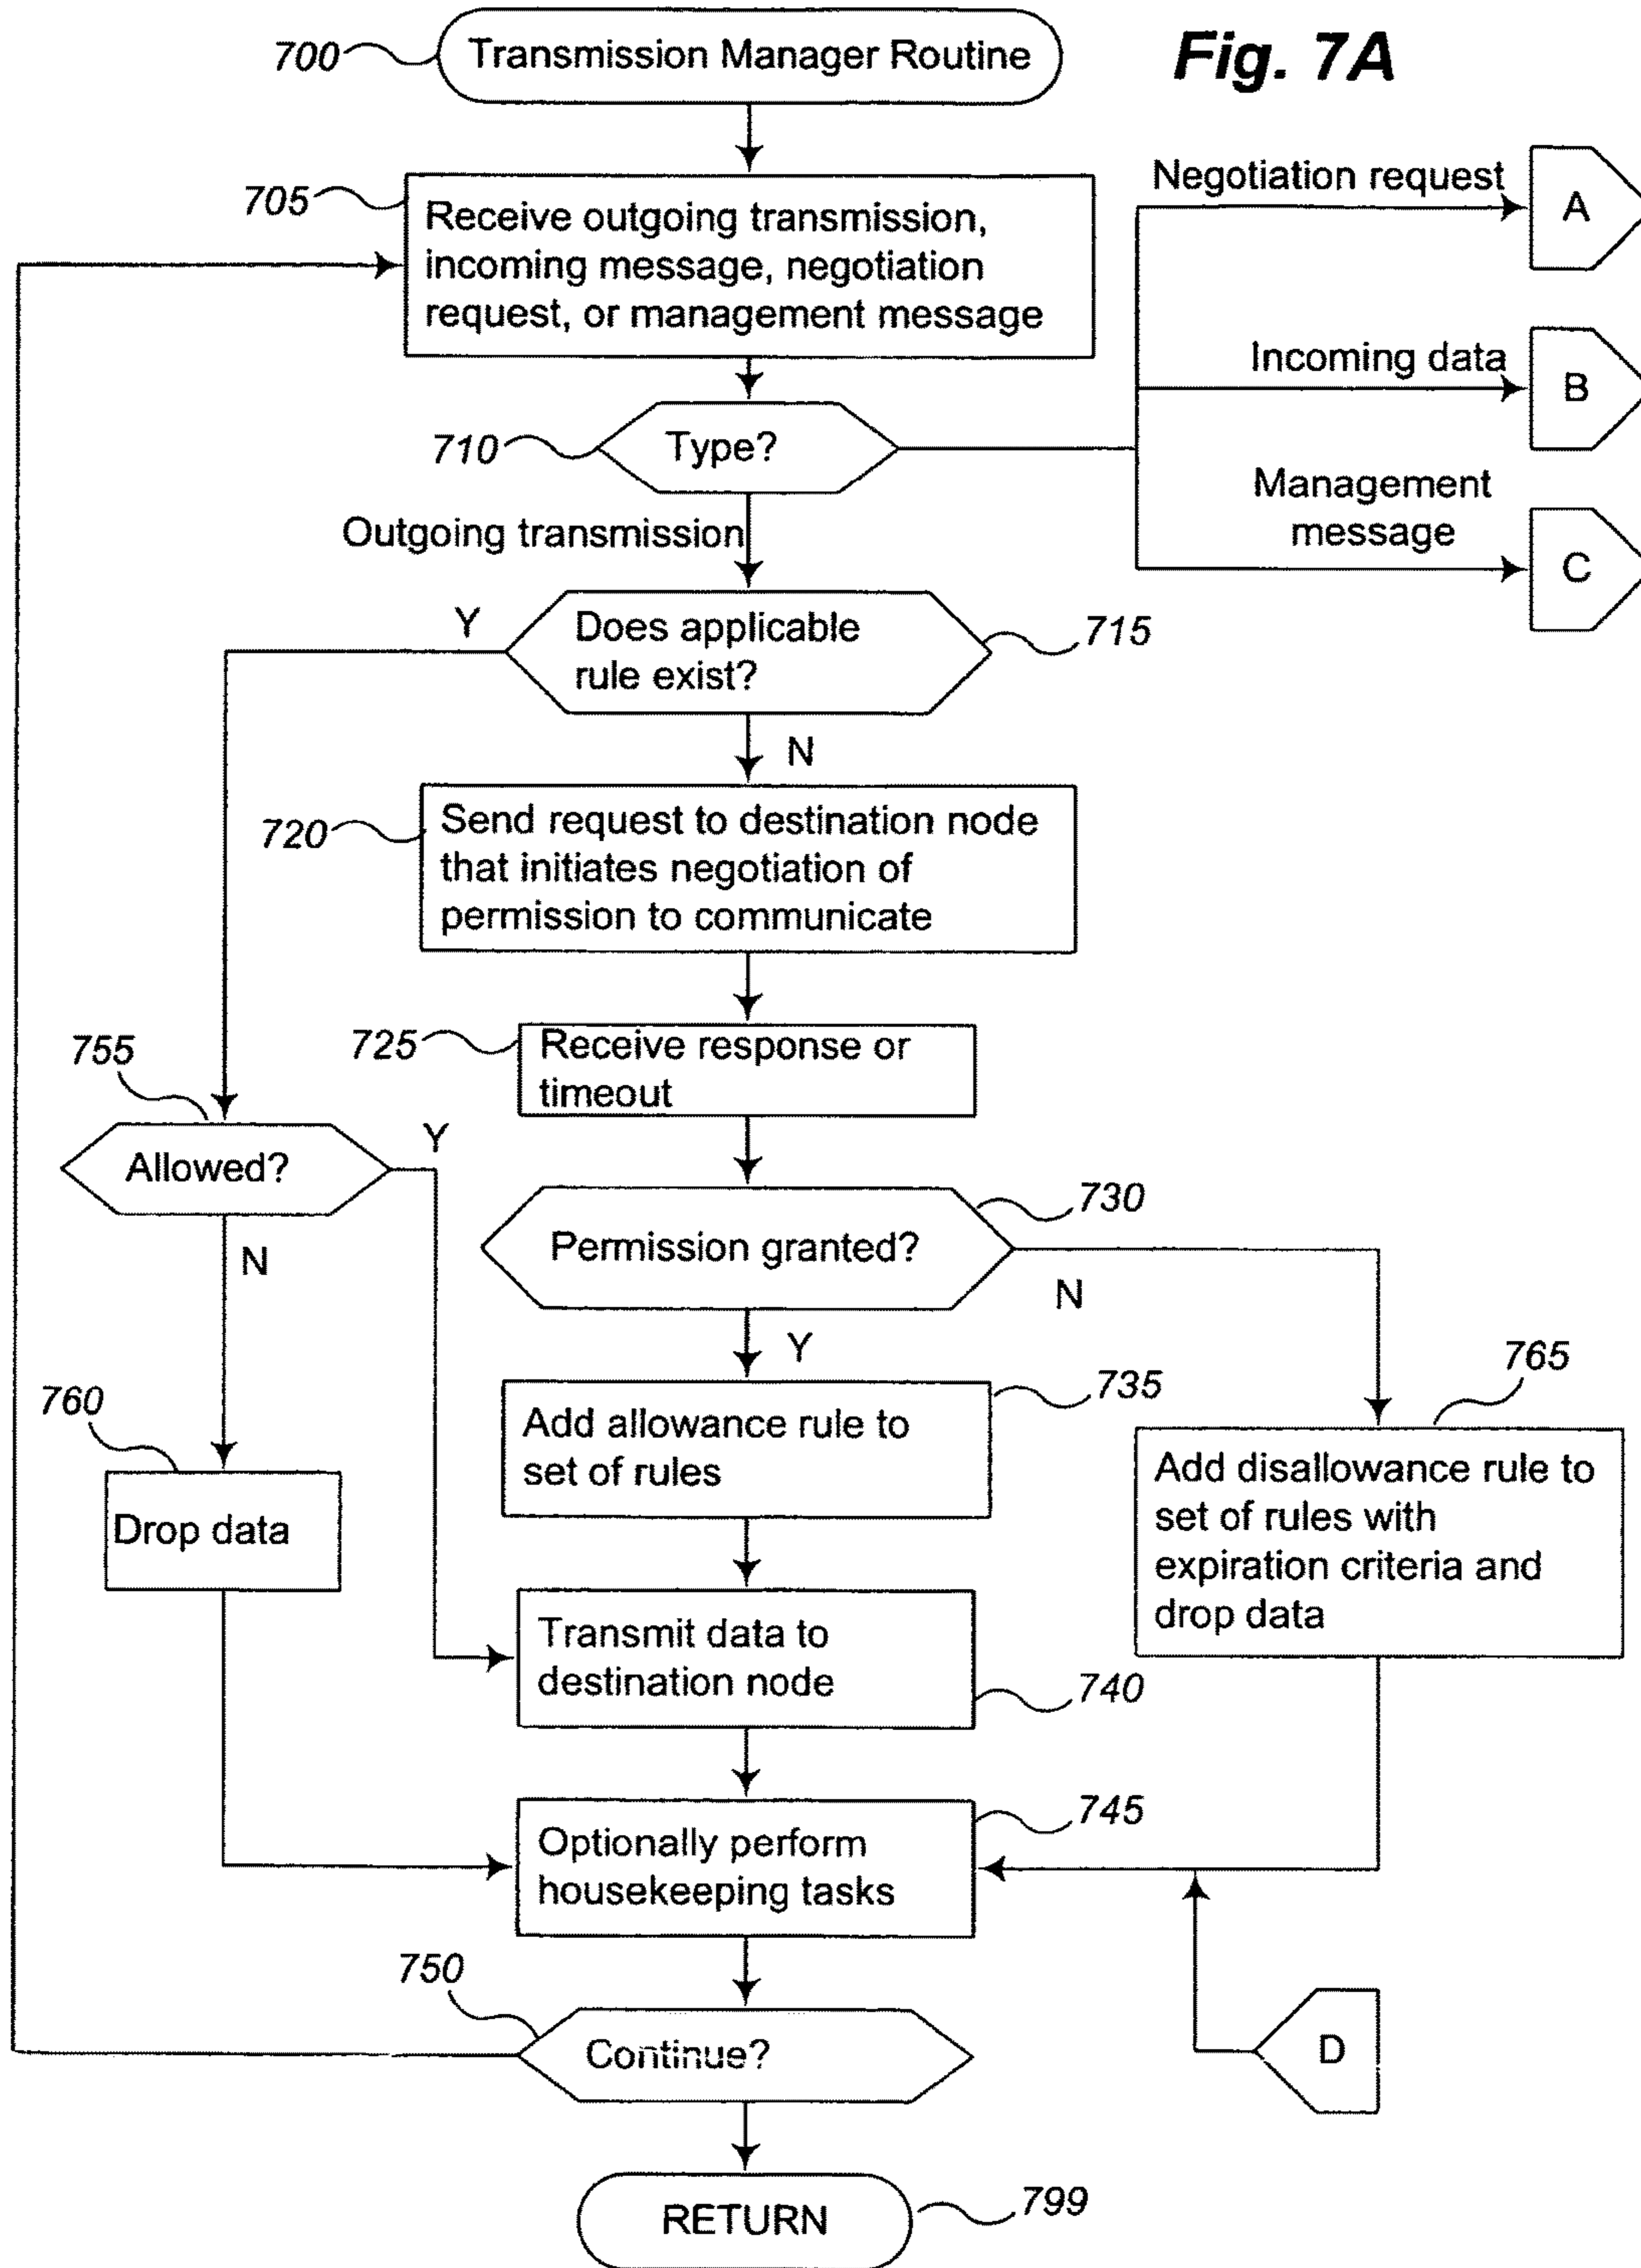 700
Transmission Manager Routine
Fig. 7A
705
Receive outgoing transmission,
incoming message, negotiation
request, or management message
Negotiation request
A
Incoming data
B
Management
message
C
710
Type?
Outgoing transmission
Y
Does applicable
rule exist?
715
N
720
Send request to destination node
that initiates negotiation of
permission to communicate
725
Receive response or
timeout
755
Allowed?
Y
N
730
Permission granted?
N
Y
735
Add allowance rule to
set of rules
765
Add disallowance rule to
set of rules with
expiration criteria and
drop data
760
Drop data
Transmit data to
destination node
740
745
Optionally perform
housekeeping tasks
750
Continue?
D
RETURN
799